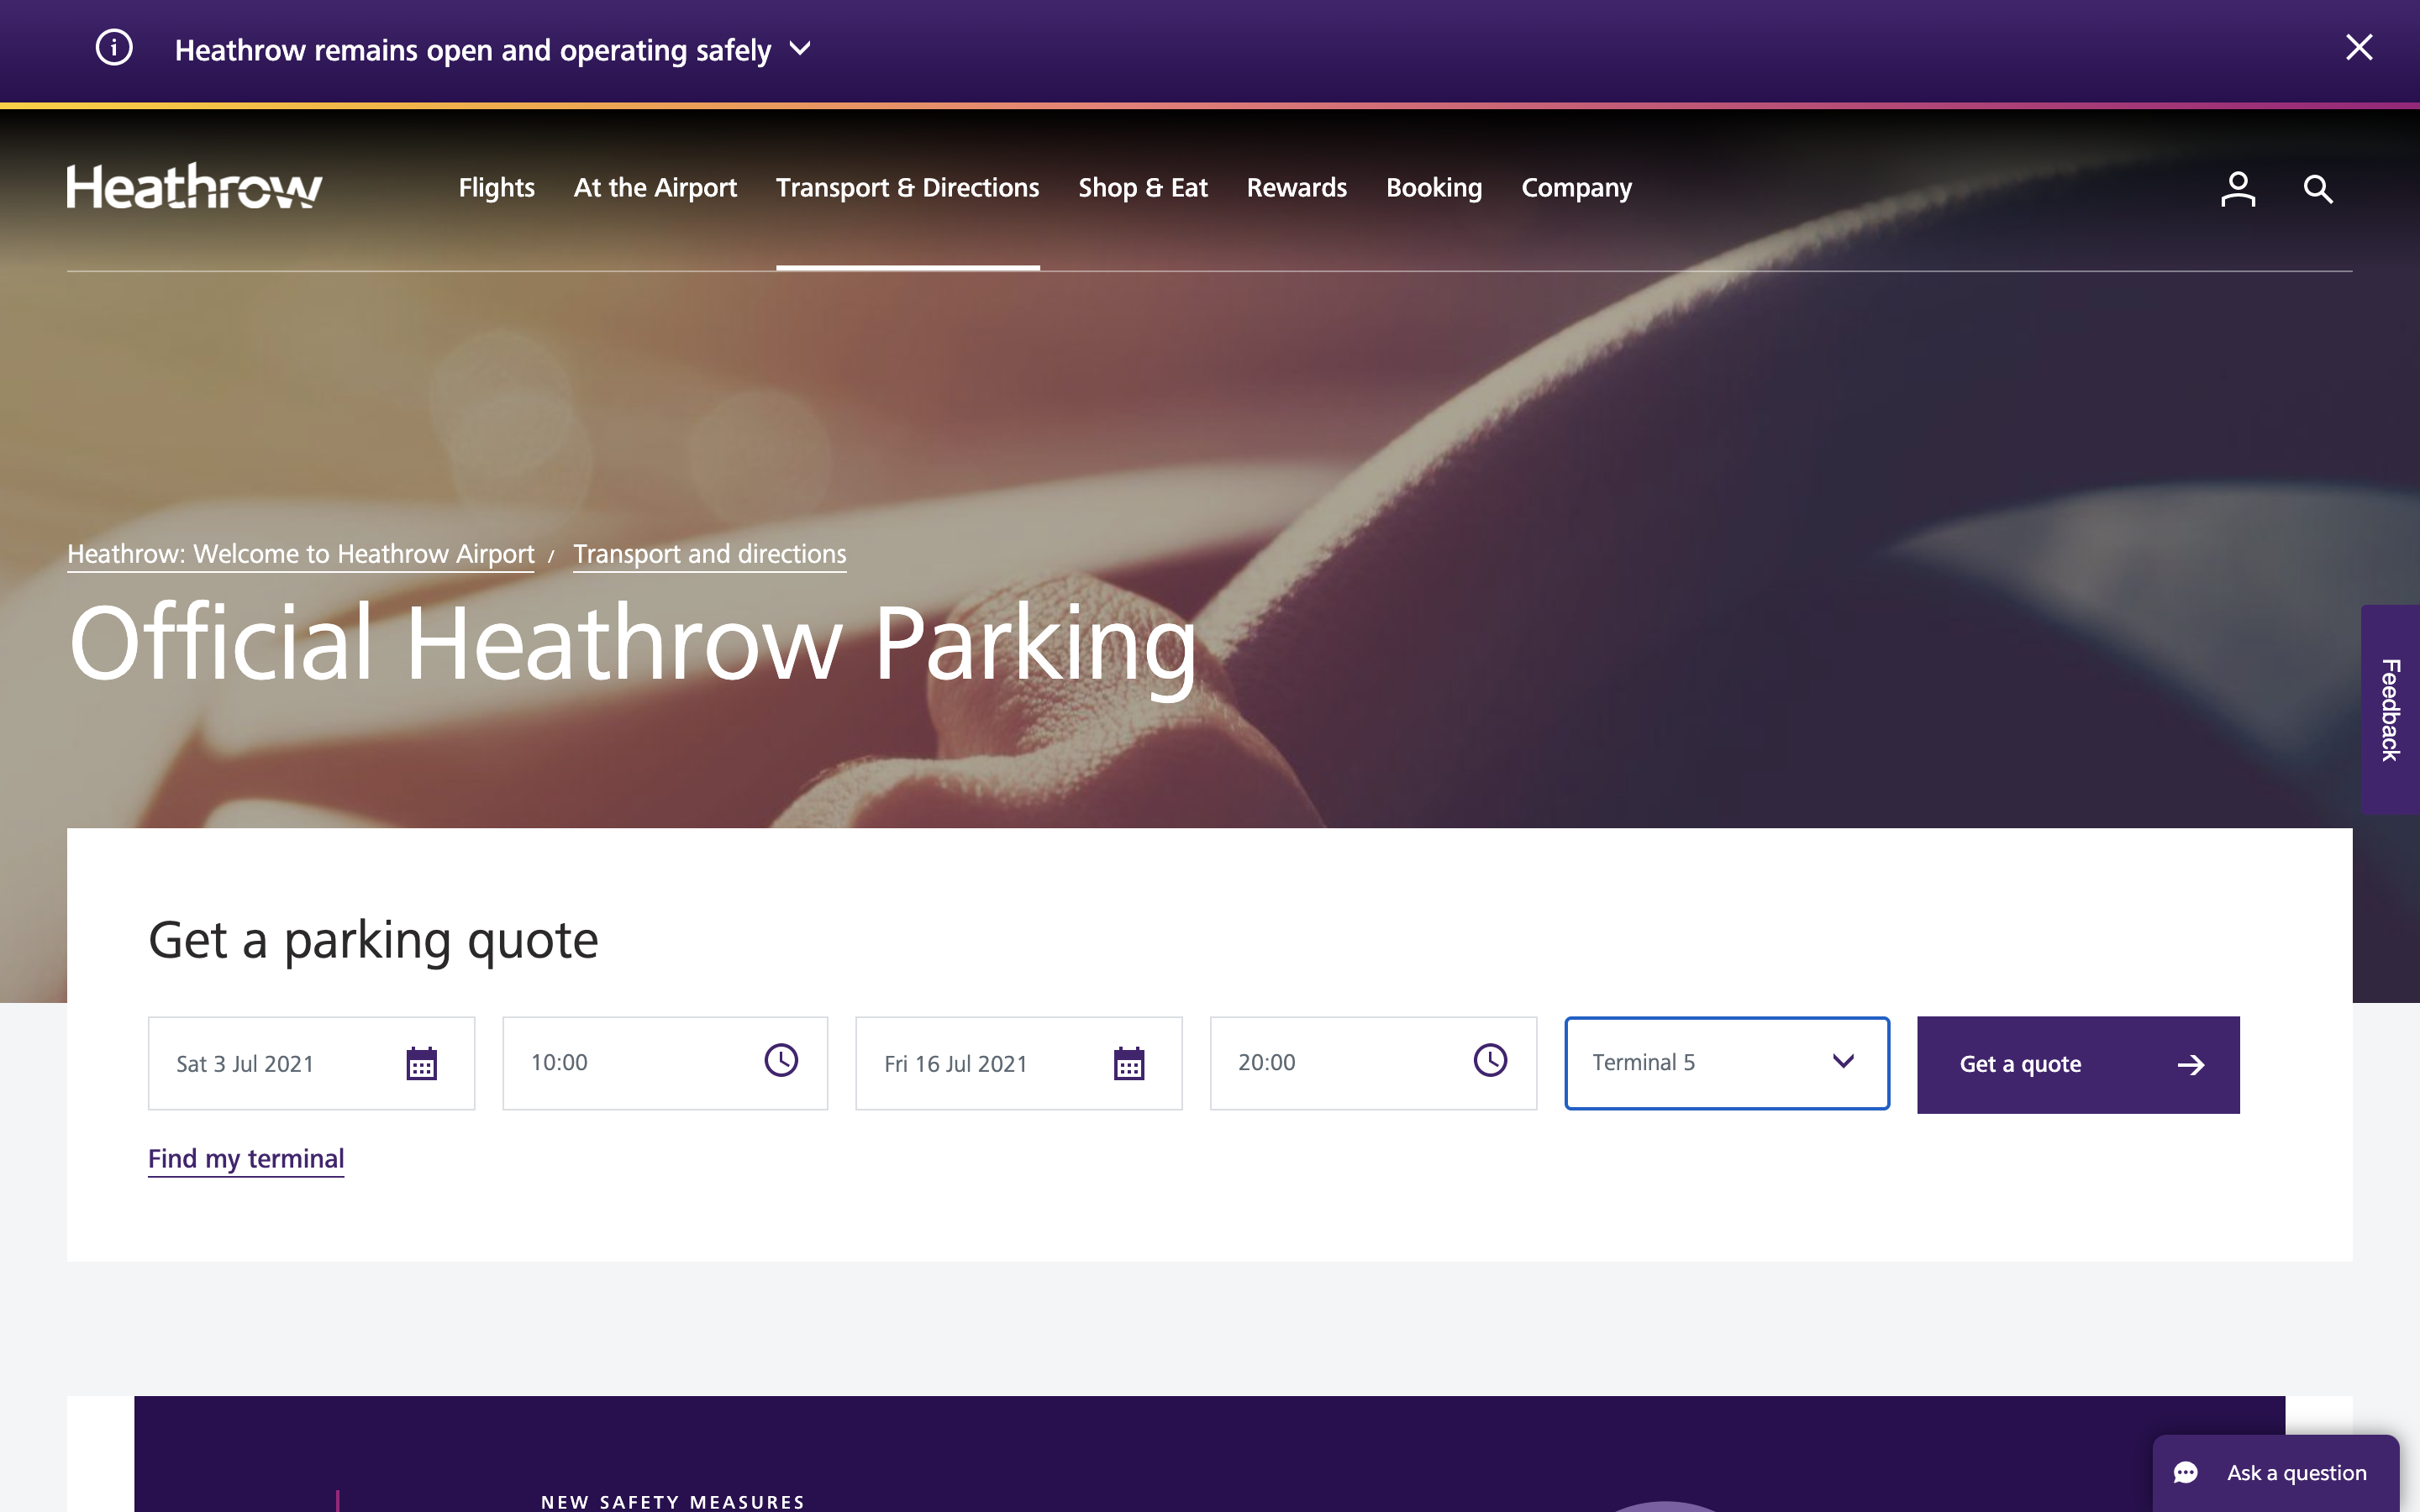 Heathrow remains open and operating safely
Heathrow
Flights At the Airport Transport & Directions Shop & Eat Rewards Booking Company
Heathrow: Welcome to Heathrow Airport / Transport and directions
Official Heathrow Parking
Feedback
Get a parking quote
Sat 3 Jul 2021 10:00 Fri 16 Jul 2021 20:00 Terminal 5 Get a quote
Find my terminal
NEW SAFETY MEASURES
Ask a question